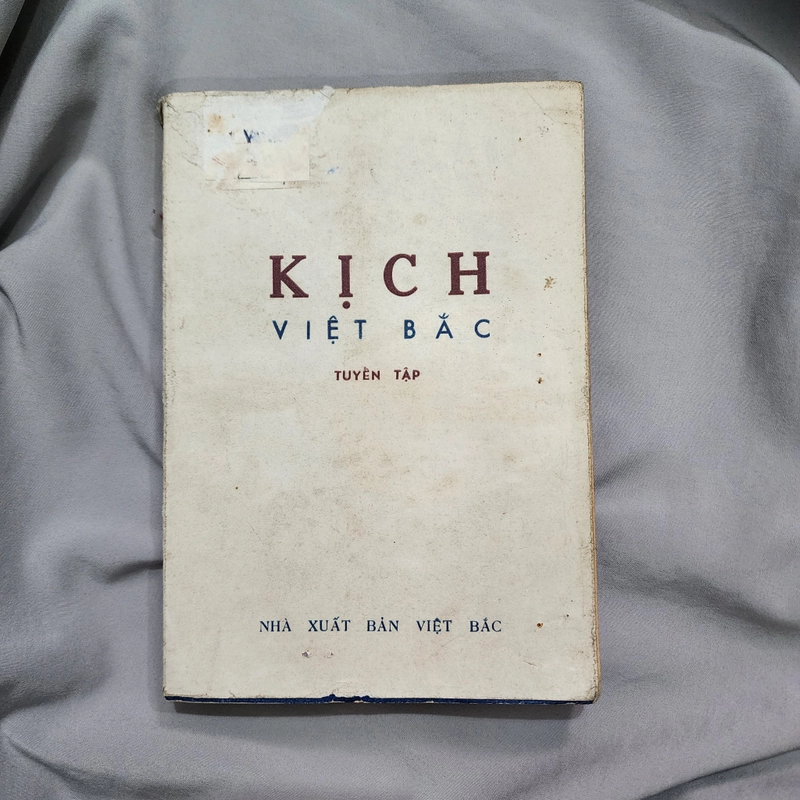 KỊCH
VIỆT BẮC
TUYỂN TẬP
NHÀ XUẤT BẢN VIỆT BẮC